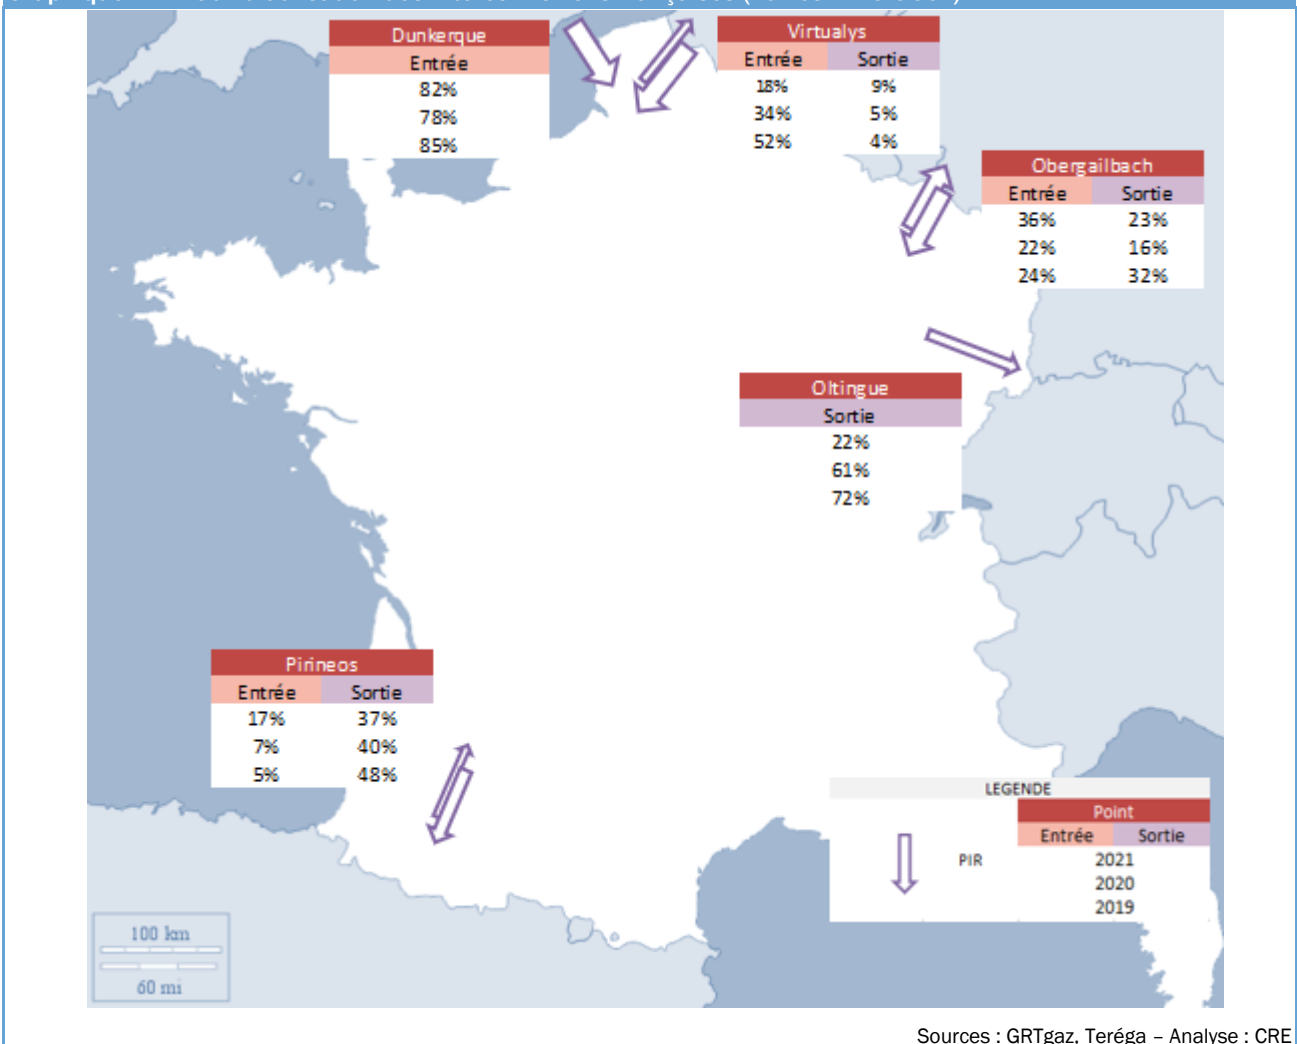 Dunkerque
Entrée
82%
78%
85%
Virtualys
Entrée Sortie
18% 9%
34% 5%
52% 4%
Obergailbach
Entrée Sortie
36% 23%
22% 16%
24% 32%
Oltingue
Sortie
22%
61%
72%
Pirineos
Entrée Sortie
17% 37%
7% 40%
5% 48%
LEGENDE
Point
Entrée Sortie
PIR 2021
2020
2019
100 km
60 mi
Sources : GRTgaz, Teréga – Analyse : CRE